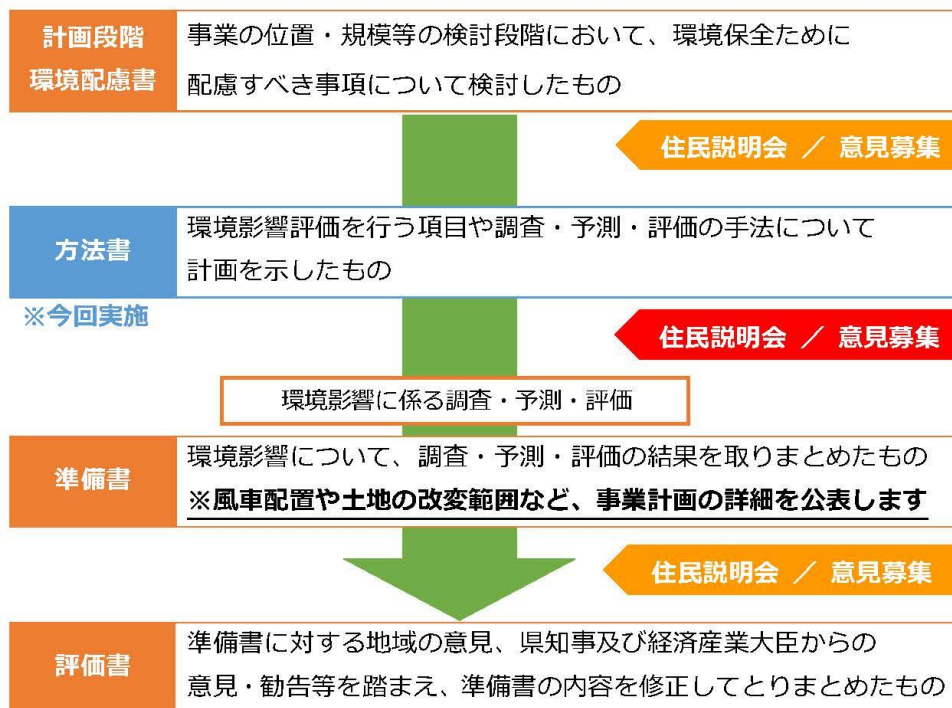 計画段階
環境配慮書
事業の位置・規模等の検討段階において、環境保全ために
配慮すべき事項について検討したもの
住民説明会 ／ 意見募集
方法書
環境影響評価を行う項目や調査・予測・評価の手法について
計画を示したもの
※今回実施
住民説明会 ／ 意見募集
環境影響に係る調査・予測・評価
準備書
環境影響について、調査・予測・評価の結果を取りまとめたもの
※風車配置や土地の改変範囲など、事業計画の詳細を公表します
住民説明会 ／ 意見募集
評価書
準備書に対する地域の意見、県知事及び経済産業大臣からの
意見・勧告等を踏まえ、準備書の内容を修正してとりまとめたもの